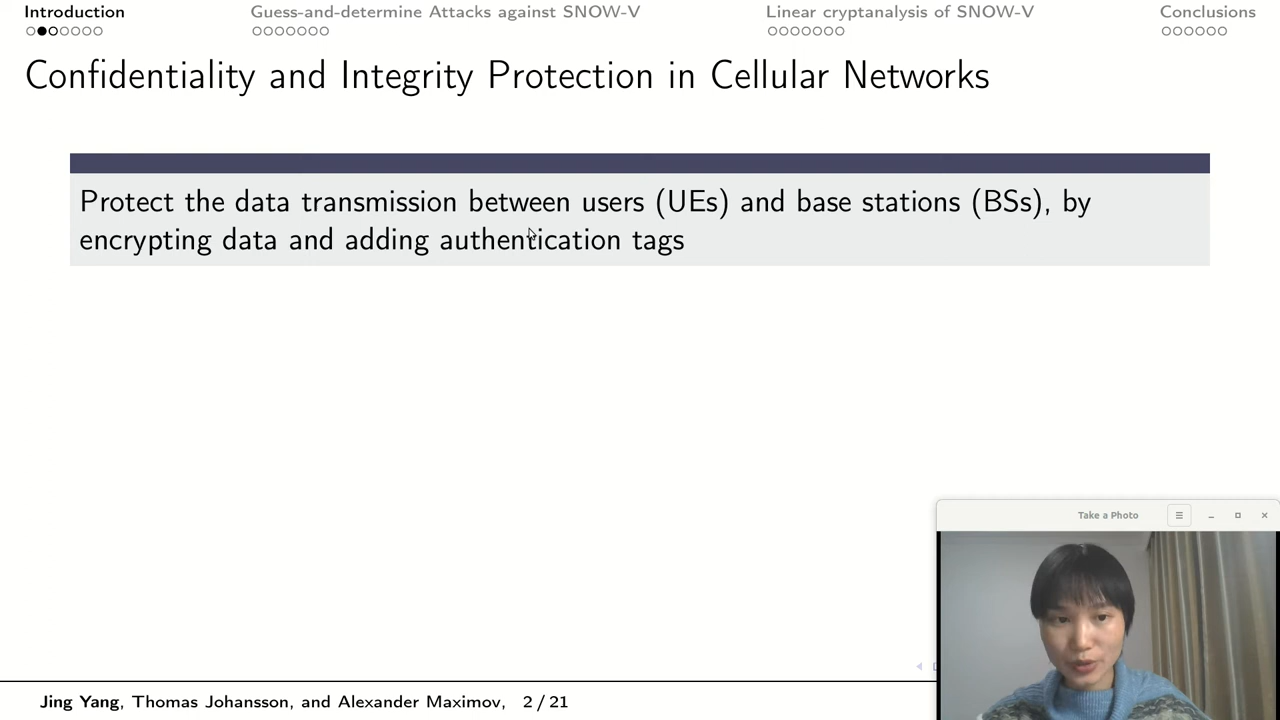 Introduction
Guess-and-determine Attacks against SNOW-V
Linear cryptanalysis of SNOW-V
Conclusions
Confidentiality and Integrity Protection in Cellular Networks
Protect the data transmission between users (UEs) and base stations (BSs), by
encrypting data and adding authentication tags
Take a Photo
Jing Yang, Thomas Johansson, and Alexander Maximov, 2 / 21